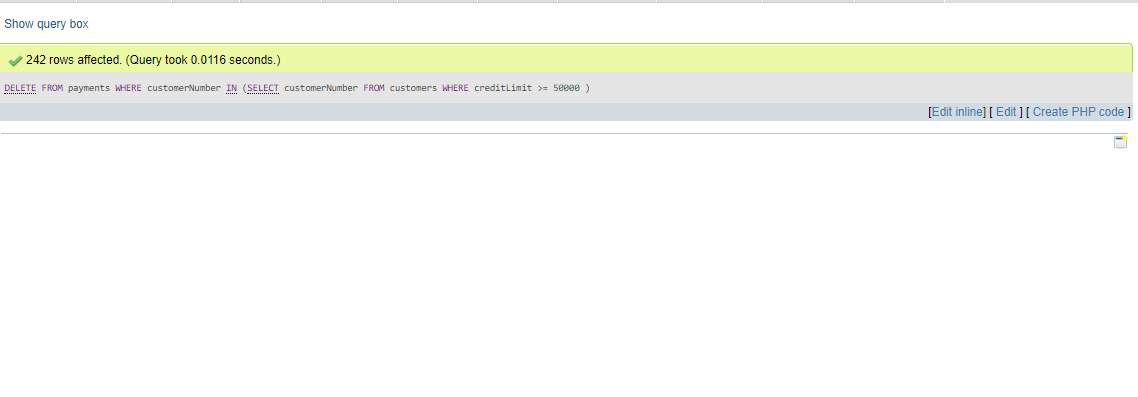 Show query box
242 rows affected. (Query took 0.0116 seconds.)
DELETE FROM payments WHERE customerNumber IN (SELECT customerNumber FROM customers WHERE creditLimit >= 50000 )
[Edit inline] [ Edit ] [ Create PHP code ]